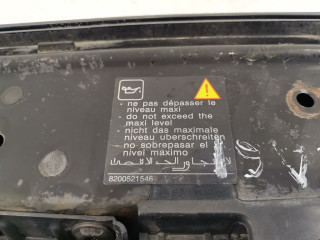 - ne pas dépasser le
niveau maxi
- do not exceed the
maxi level
- nicht das maximale
niveau uberschreiten
- no sobrepasar el
nivel máximo
8200521546